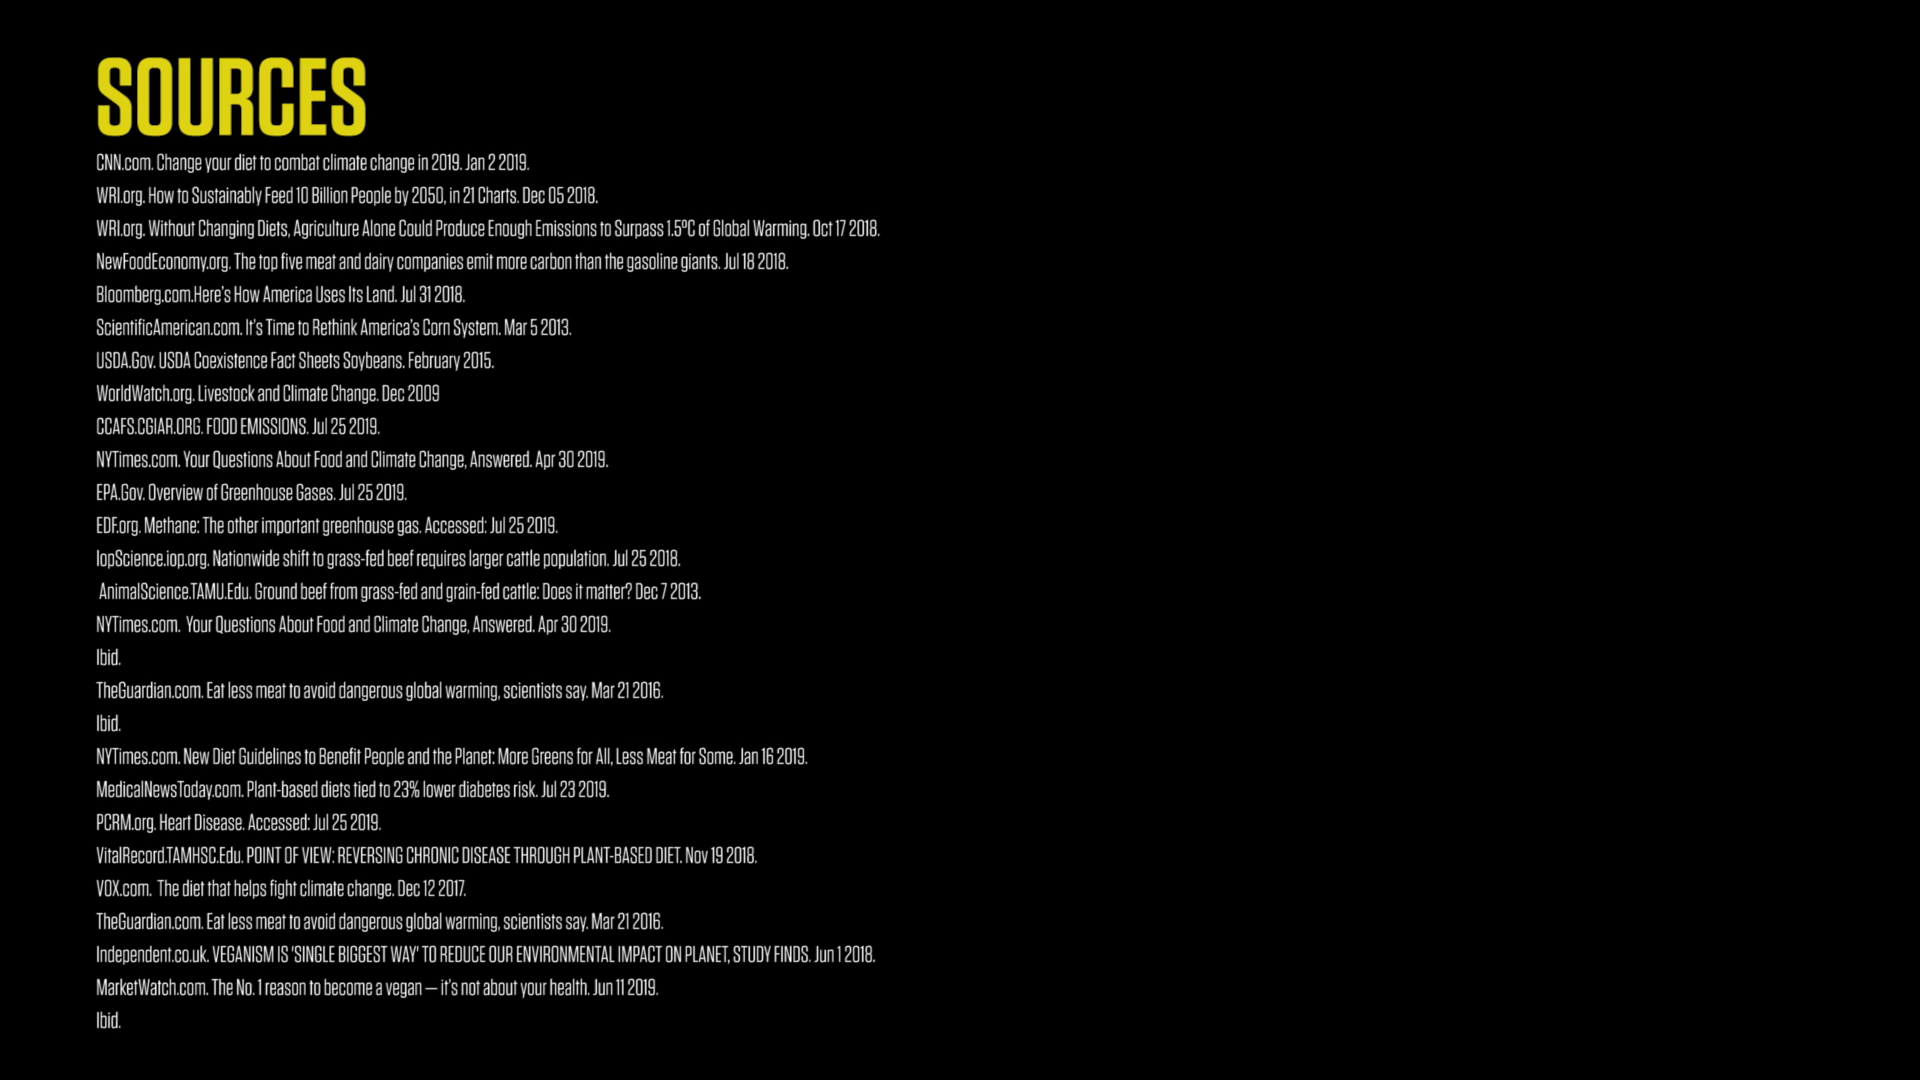 SOURCES
CNN.com. Change your diet to combat climate change in 2019. Jan 2 2019.
WRI.org. How to Sustainably Feed 10 Billion People by 2050, in 21 Charts. Dec 05 2018.
WRI.org. Without Changing Diets, Agriculture Alone Could Produce Enough Emissions to Surpass 1.5°C of Global Warming. Oct 17 2018.
NewFoodEconomy.org. The top five meat and dairy companies emit more carbon than the gasoline giants. Jul 18 2018.
Bloomberg.com.Here's How America Uses Its Land. Jul 31 2018.
ScientificAmerican.com. It's Time to Rethink America's Corn System. Mar 5 2013.
USDA.Gov. USDA Coexistence Fact Sheets Soybeans. February 2015.
WorldWatch.org. Livestock and Climate Change. Dec 2009
CCAFS.CGIAR.ORG. FOOD EMISSIONS. Jul 25 2019.
NYTimes.com. Your Questions About Food and Climate Change, Answered. Apr 30 2019.
EPA.Gov. Overview of Greenhouse Gases. Jul 25 2019.
EDF.org. Methane: The other important greenhouse gas. Accessed: Jul 25 2019.
IopScience.iop.org. Nationwide shift to grass-fed beef requires larger cattle population. Jul 25 2018.
AnimalScience.TAMU.Edu. Ground beef from grass-fed and grain-fed cattle: Does it matter? Dec 7 2013.
NYTimes.com. Your Questions About Food and Climate Change, Answered. Apr 30 2019.
Ibid.
TheGuardian.com. Eat less meat to avoid dangerous global warming, scientists say. Mar 21 2016.
Ibid.
NYTimes.com. New Diet Guidelines to Benefit People and the Planet: More Greens for All, Less Meat for Some. Jan 16 2019.
MedicalNewsToday.com. Plant-based diets tied to 23% lower diabetes risk. Jul 23 2019.
PCRM.org. Heart Disease. Accessed: Jul 25 2019.
VitalRecord.TAMHSC.Edu. POINT OF VIEW: REVERSING CHRONIC DISEASE THROUGH PLANT-BASED DIET. Nov 19 2018.
VOX.com. The diet that helps fight climate change. Dec 12 2017.
TheGuardian.com. Eat less meat to avoid dangerous global warming, scientists say. Mar 21 2016.
Independent.co.uk. VEGANISM IS 'SINGLE BIGGEST WAY' TO REDUCE OUR ENVIRONMENTAL IMPACT ON PLANET, STUDY FINDS. Jun 1 2018.
MarketWatch.com. The No. 1 reason to become a vegan — it's not about your health. Jun 11 2019.
Ibid.